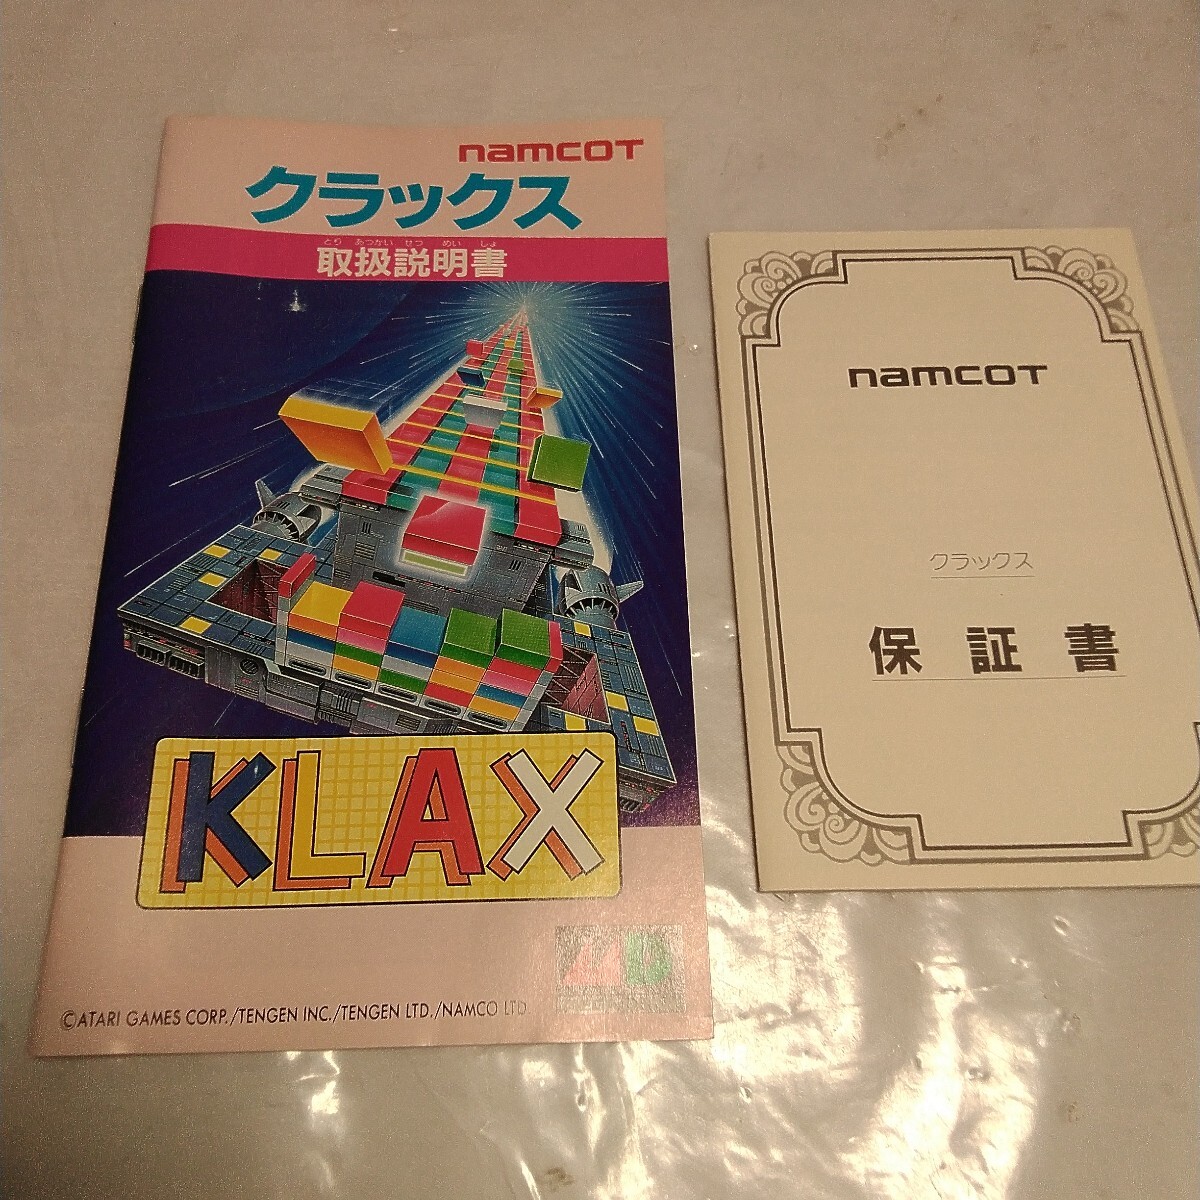 namcot
クラックス
とり あつかい せつ めい しょ
取扱説明書
KLAX
MD
©ATARI GAMES CORP./TENGEN INC./TENGEN LTD./NAMCO LTD.
namcot
クラックス
保証書